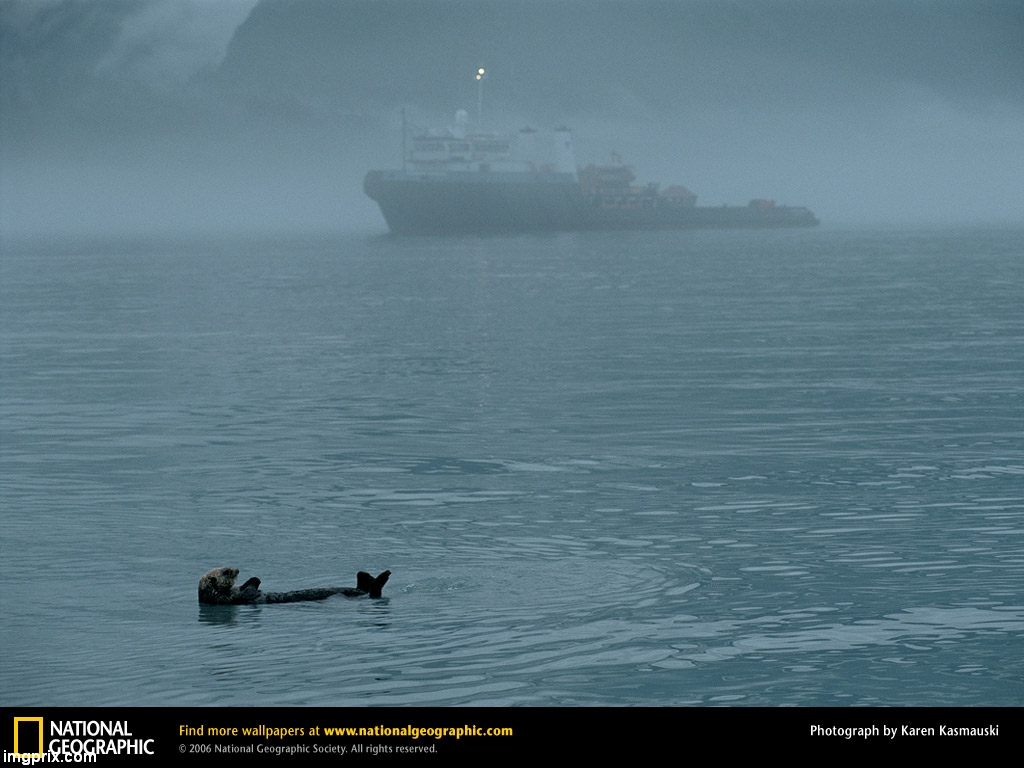 NATIONAL
GEOGRAPHIC
Find more wallpapers at www.nationalgeographic.com
© 2006 National Geographic Society. All rights reserved.
Photograph by Karen Kasmauski
imgprix.com